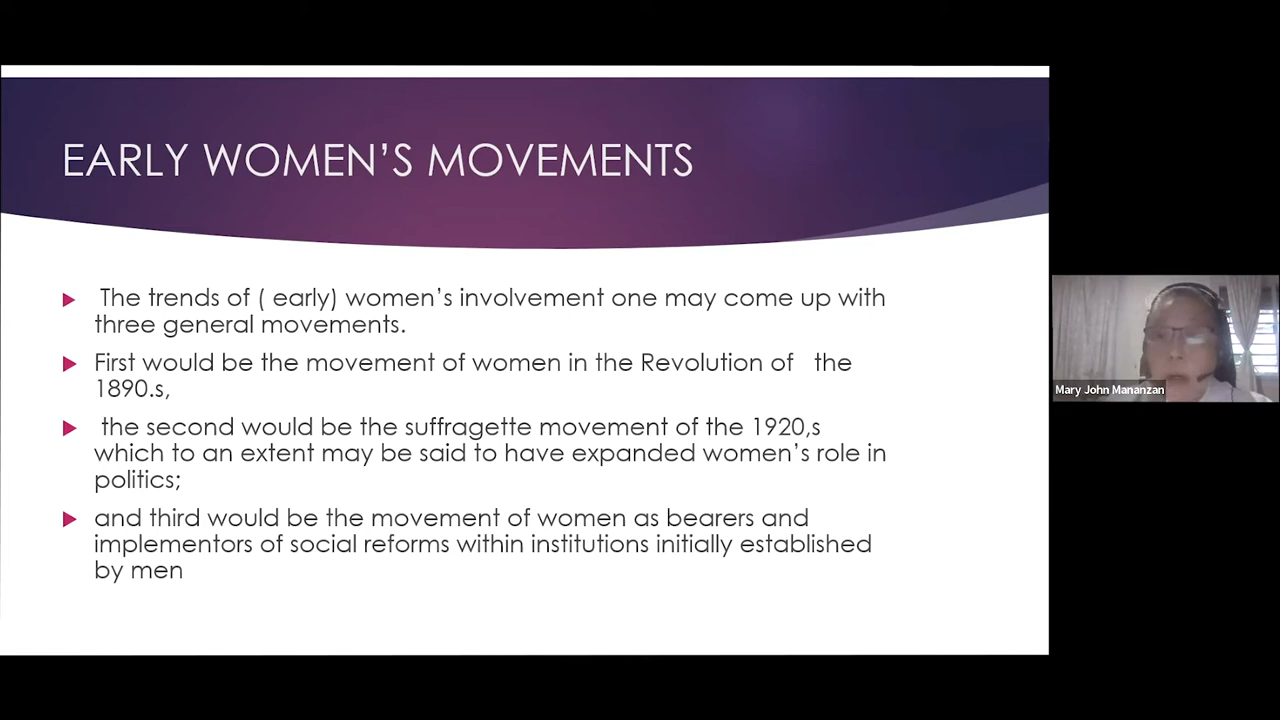 EARLY WOMEN'S MOVEMENTS
The trends of ( early) women's involvement one may come up with
three general movements.
First would be the movement of women in the Revolution of the
1890.s,
the second would be the suffragette movement of the 1920,s
which to an extent may be said to have expanded women's role in
politics;
and third would be the movement of women as bearers and
implementors of social reforms within institutions initially established
by men
Mary John Mananzan